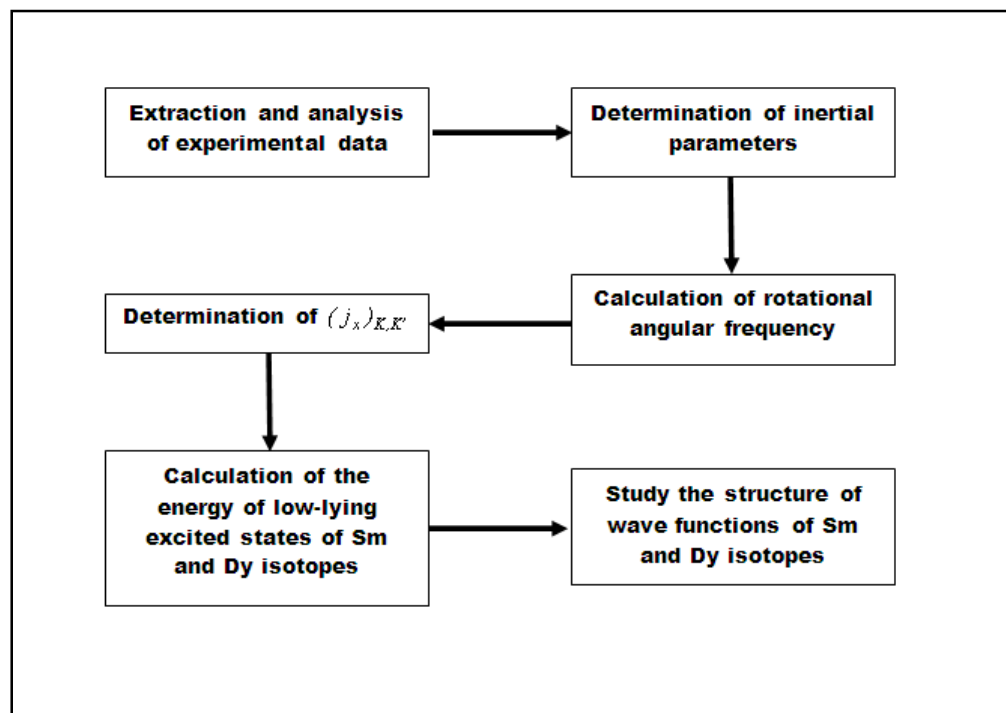 Extraction and analysis
of experimental data
Determination of inertial
parameters
Calculation of rotational
angular frequency
Determination of (jₓ)K,K'
Calculation of the
energy of low-lying
excited states of Sm
and Dy isotopes
Study the structure of
wave functions of Sm
and Dy isotopes